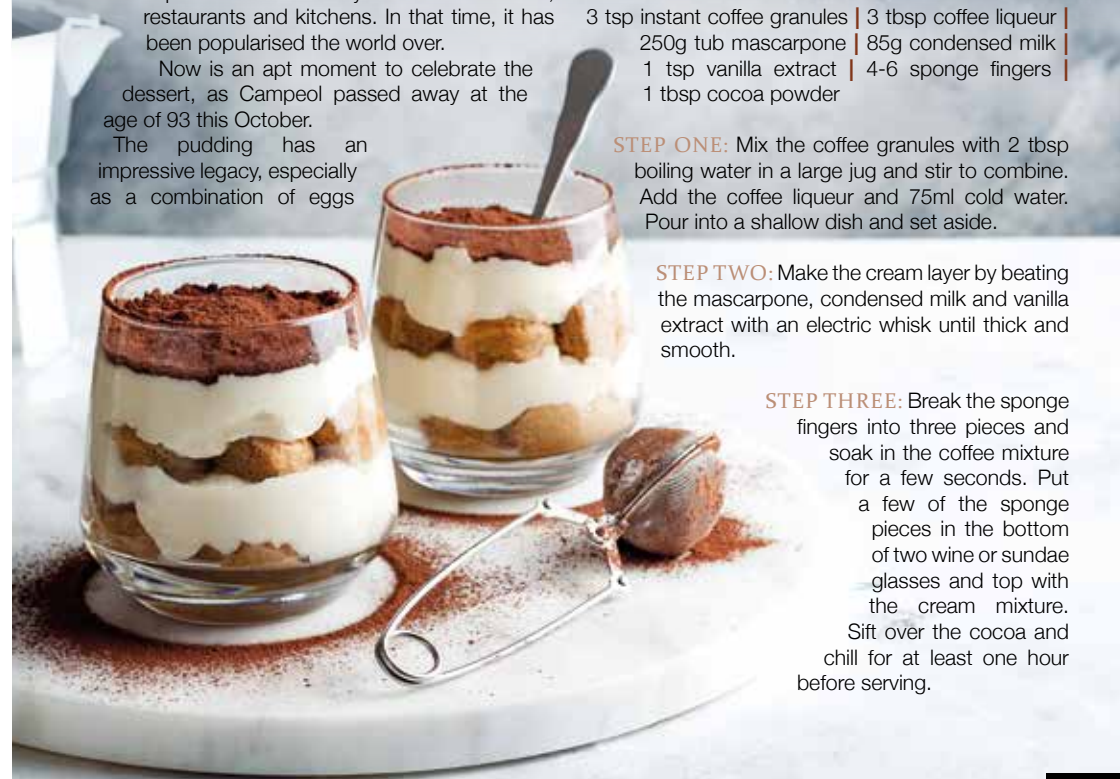 restaurants and kitchens. In that time, it has
been popularised the world over.
Now is an apt moment to celebrate the
dessert, as Campeol passed away at the
age of 93 this October.
The pudding has an
impressive legacy, especially
as a combination of eggs
3 tsp instant coffee granules | 3 tbsp coffee liqueur |
250g tub mascarpone | 85g condensed milk |
1 tsp vanilla extract | 4-6 sponge fingers |
1 tbsp cocoa powder
STEP ONE: Mix the coffee granules with 2 tbsp
boiling water in a large jug and stir to combine.
Add the coffee liqueur and 75ml cold water.
Pour into a shallow dish and set aside.
STEP TWO: Make the cream layer by beating
the mascarpone, condensed milk and vanilla
extract with an electric whisk until thick and
smooth.
STEP THREE: Break the sponge
fingers into three pieces and
soak in the coffee mixture
for a few seconds. Put
a few of the sponge
pieces in the bottom
of two wine or sundae
glasses and top with
the cream mixture.
Sift over the cocoa and
chill for at least one hour
before serving.